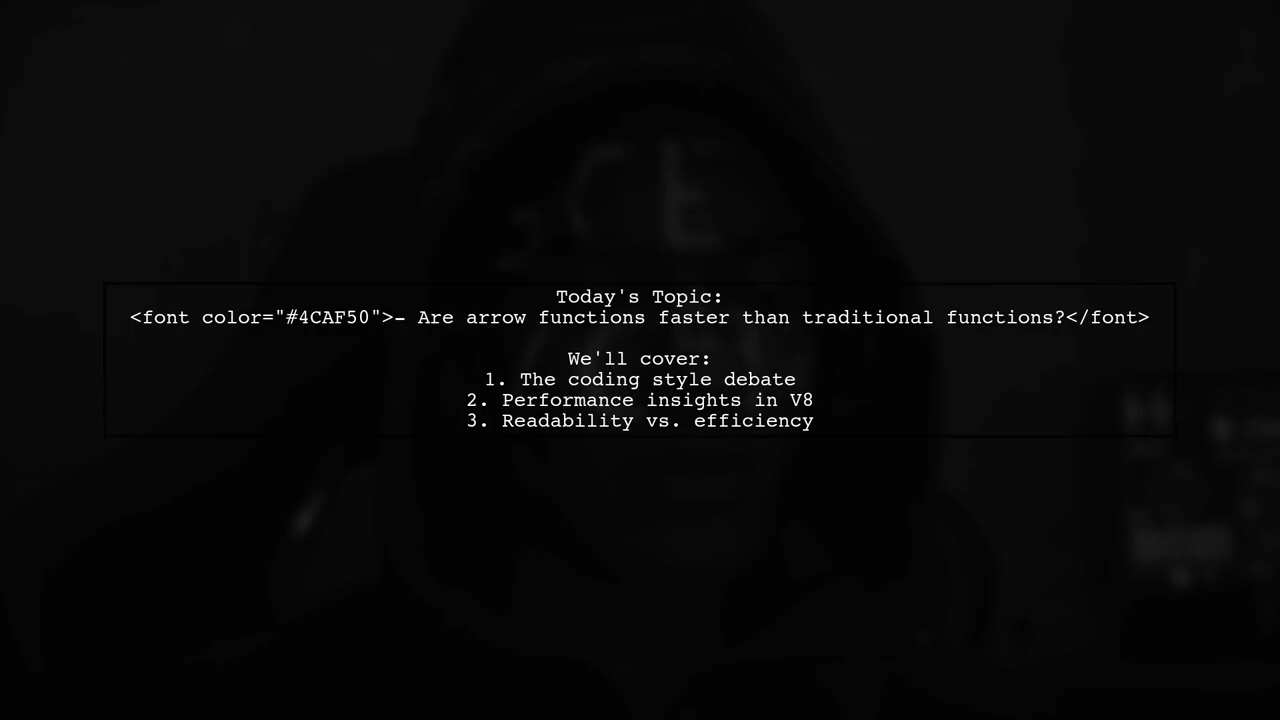 Today's Topic:
<font color="#4CAF50">- Are arrow functions faster than traditional functions?</font>
We'll cover:
1. The coding style debate
2. Performance insights in V8
3. Readability vs. efficiency